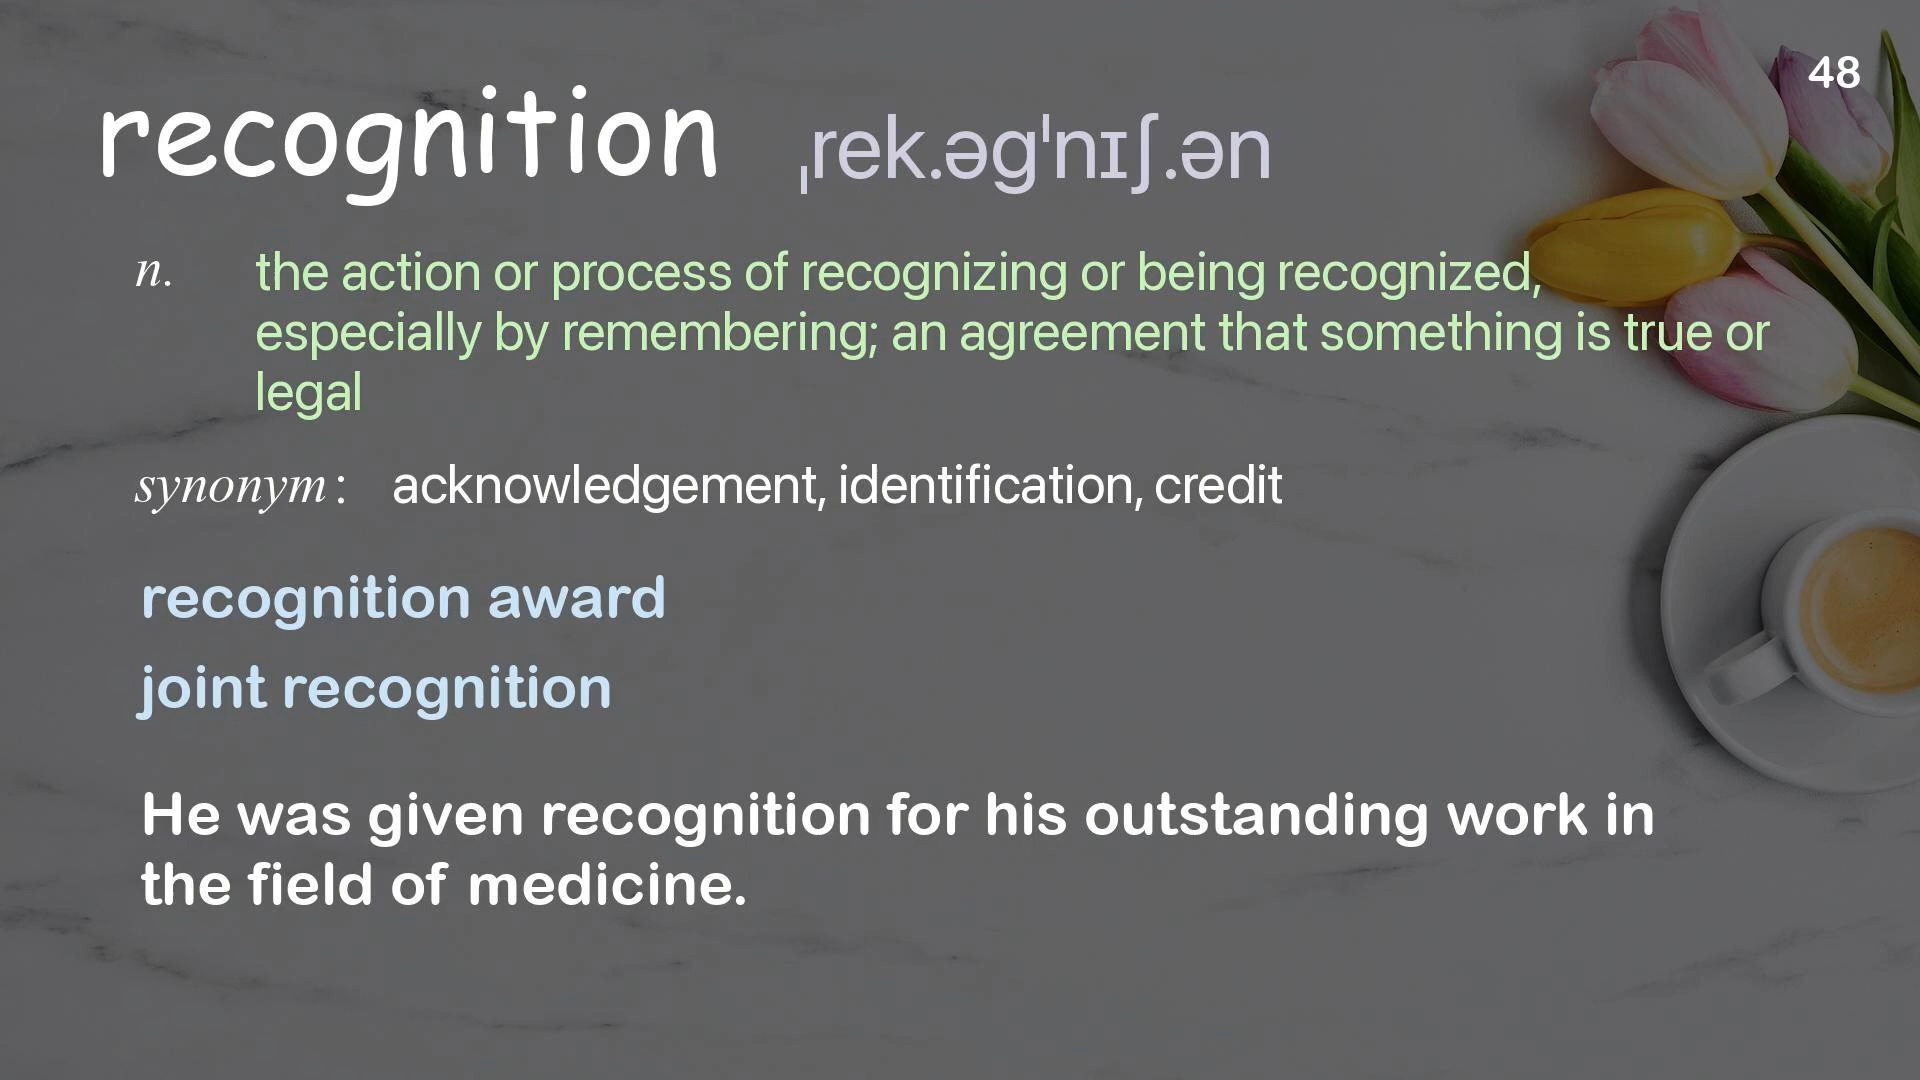 48
recognition ˌrek.əgˈnɪʃ.ən
n. the action or process of recognizing or being recognized,
especially by remembering; an agreement that something is true or
legal
synonym: acknowledgement, identification, credit
recognition award
joint recognition
He was given recognition for his outstanding work in
the field of medicine.